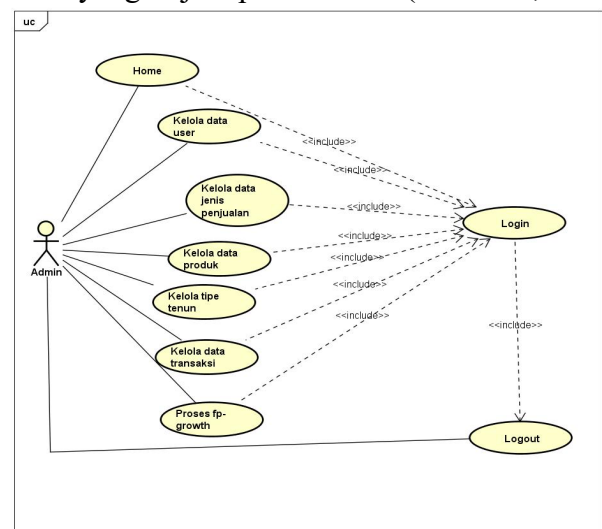 uc
Home
Kelola data
user
<<include>>
<<include>>
Kelola data
jenis
penjualan
<<include>>
Login
Admin
Kelola data
produk
<<include>>
<<include>>
Kelola tipe
tenun
<<include>>
<<include>>
<<include>>
Kelola data
transaksi
Proses fp-
growth
Logout